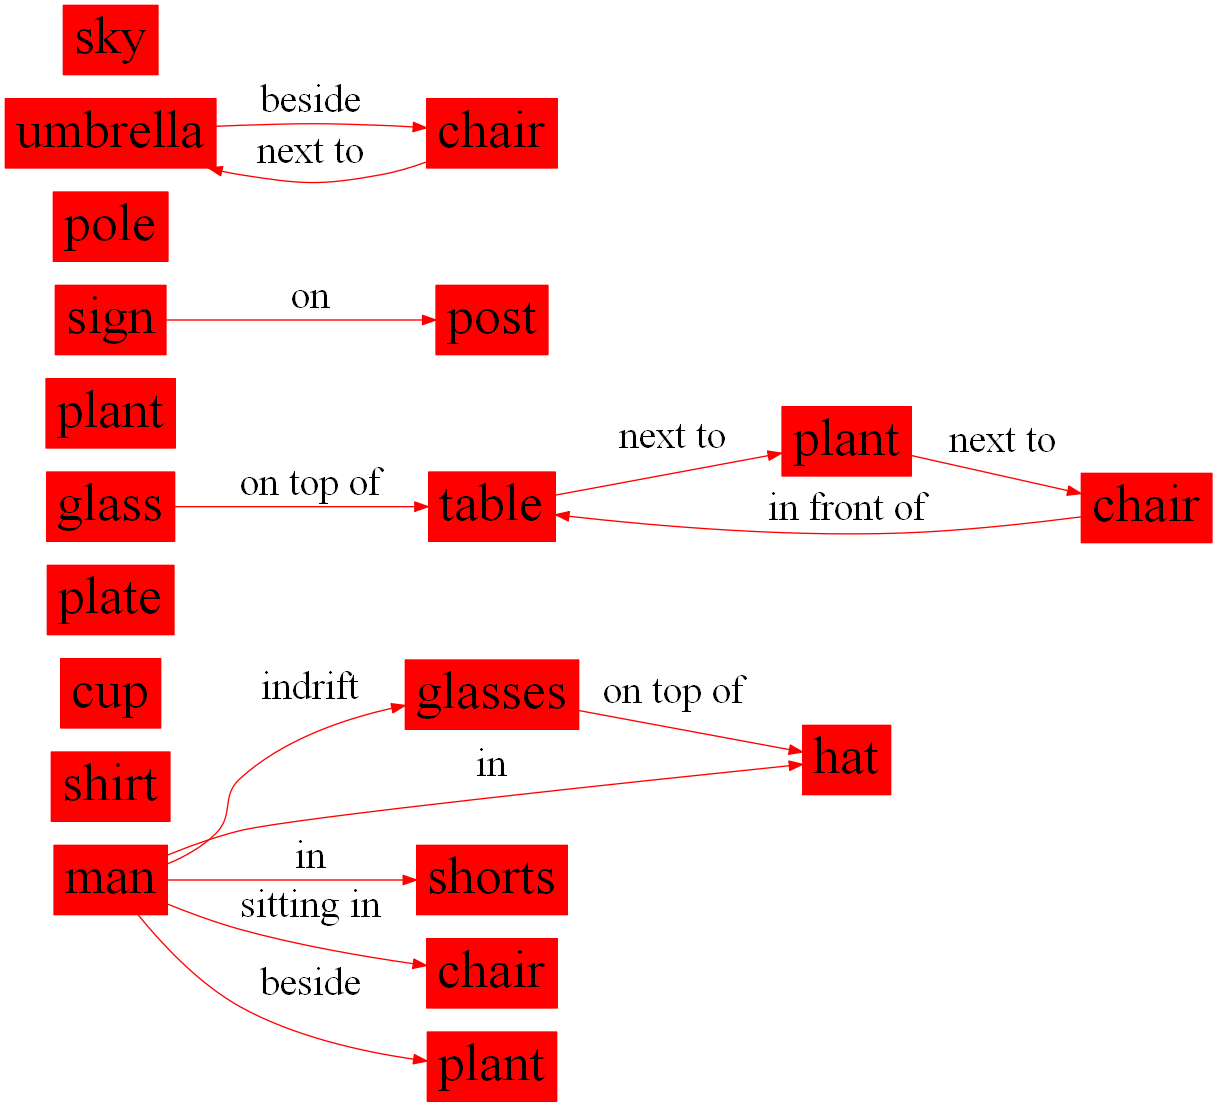 sky
umbrella
beside
chair
next to
pole
sign
on
post
plant
glass
on top of
table
next to
plant
next to
chair
in front of
plate
cup
shirt
man
indrift
glasses
on top of
hat
in
in
shorts
sitting in
chair
beside
plant